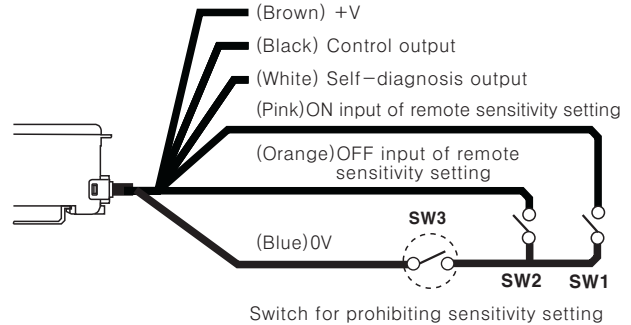 (Brown) +V
(Black) Control output
(White) Self-diagnosis output
(Pink)ON input of remote sensitivity setting
(Orange)OFF input of remote
sensitivity setting
SW3
(Blue)0V
SW2 SW1
Switch for prohibiting sensitivity setting